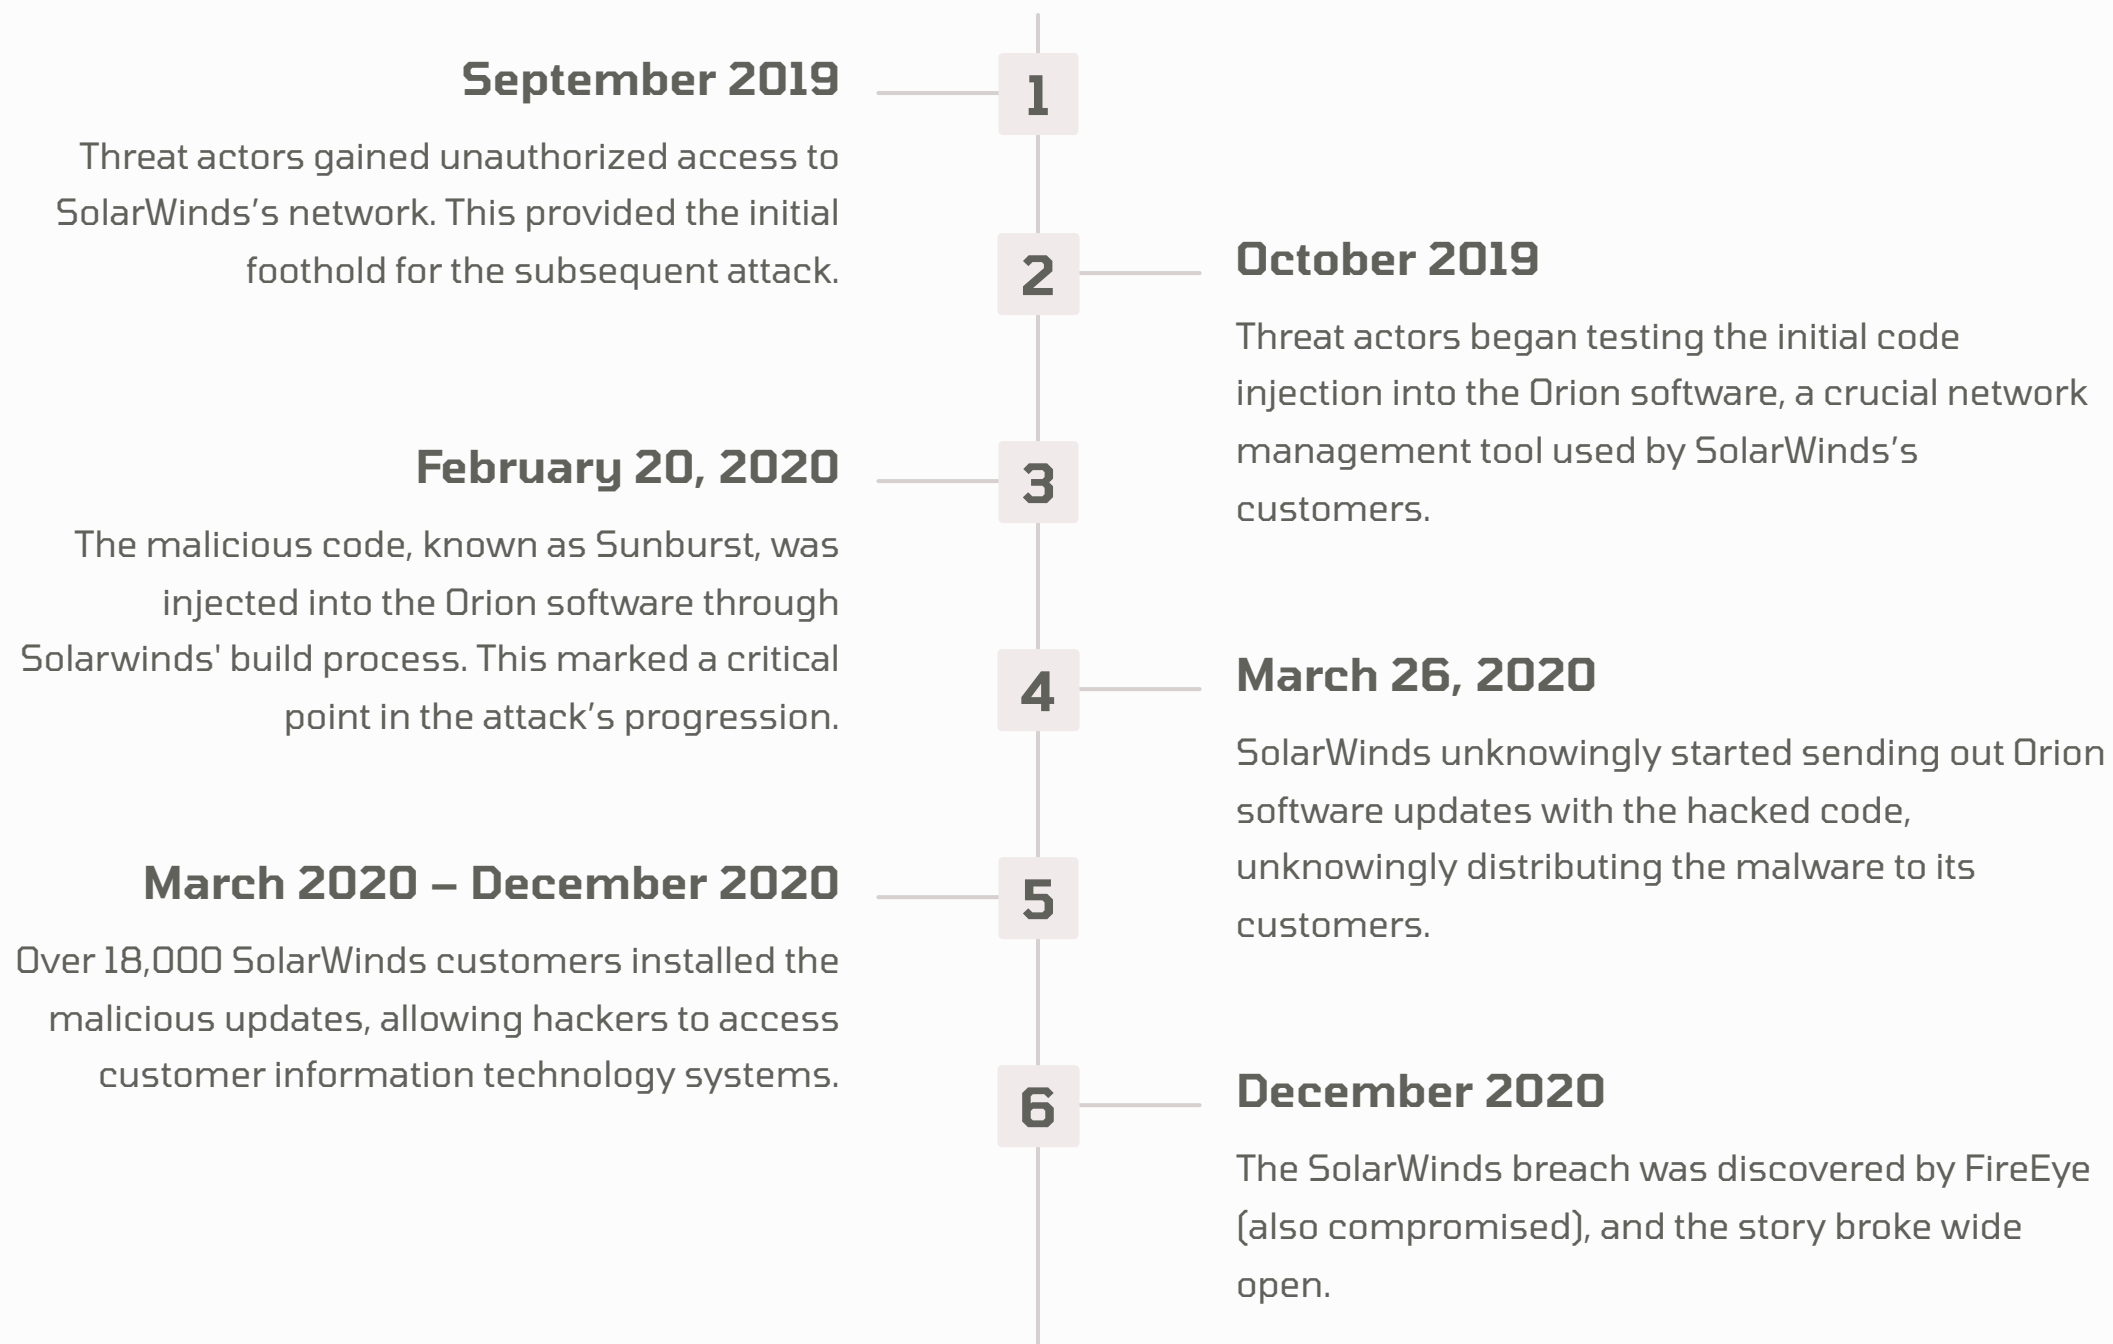 1
September 2019
Threat actors gained unauthorized access to
SolarWinds’s network. This provided the initial
foothold for the subsequent attack.
2
October 2019
Threat actors began testing the initial code
injection into the Orion software, a crucial network
management tool used by SolarWinds’s
customers.
3
February 20, 2020
The malicious code, known as Sunburst, was
injected into the Orion software through
Solarwinds' build process. This marked a critical
point in the attack’s progression.
4
March 26, 2020
SolarWinds unknowingly started sending out Orion
software updates with the hacked code,
unknowingly distributing the malware to its
customers.
5
March 2020 – December 2020
Over 18,000 SolarWinds customers installed the
malicious updates, allowing hackers to access
customer information technology systems.
6
December 2020
The SolarWinds breach was discovered by FireEye
(also compromised), and the story broke wide
open.